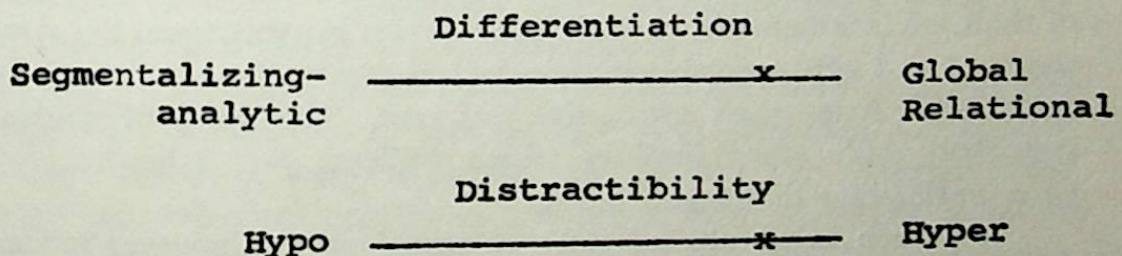 Differentiation
Segmentalizing- x Global
analytic Relational
Distractibility
Hypo x Hyper